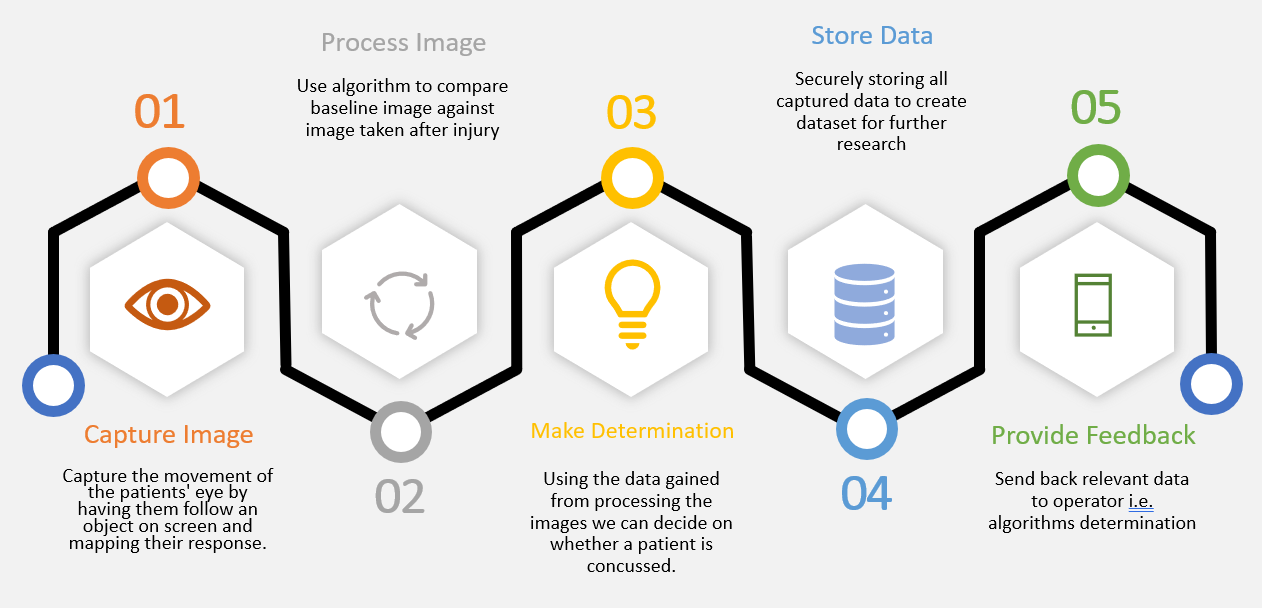 01
Capture Image
Capture the movement of
the patients' eye by
having them follow an
object on screen and
mapping their response.
Process Image
Use algorithm to compare
baseline image against
image taken after injury
02
03
Make Determination
Using the data gained
from processing the
images we can decide on
whether a patient is
concussed.
Store Data
Securely storing all
captured data to create
dataset for further
research
04
05
Provide Feedback
Send back relevant data
to operator i.e.
algorithms determination